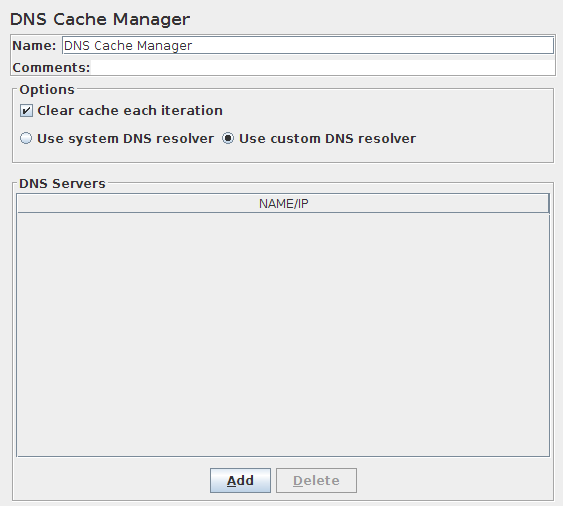 DNS Cache Manager
Name: DNS Cache Manager
Comments:
Options
Clear cache each iteration
Use system DNS resolver Use custom DNS resolver
DNS Servers
NAME/IP
Add Delete